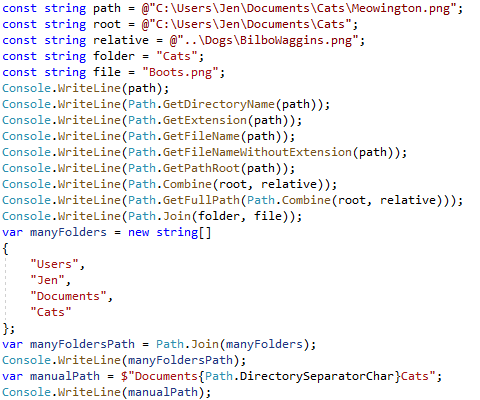 const string path = @"C:\Users\Jen\Documents\Cats\Meowington.png";
const string root = @"C:\Users\Jen\Documents\Cats";
const string relative = @"..\Dogs\BilboWaggins.png";
const string folder = "Cats";
const string file = "Boots.png";
Console.WriteLine(path);
Console.WriteLine(Path.GetDirectoryName(path));
Console.WriteLine(Path.GetExtension(path));
Console.WriteLine(Path.GetFileName(path));
Console.WriteLine(Path.GetFileNameWithoutExtension(path));
Console.WriteLine(Path.GetPathRoot(path));
Console.WriteLine(Path.Combine(root, relative));
Console.WriteLine(Path.GetFullPath(Path.Combine(root, relative)));
Console.WriteLine(Path.Join(folder, file));
var manyFolders = new string[]
{
    "Users",
    "Jen",
    "Documents",
    "Cats"
};
var manyFoldersPath = Path.Join(manyFolders);
Console.WriteLine(manyFoldersPath);
var manualPath = $"Documents{Path.DirectorySeparatorChar}Cats";
Console.WriteLine(manualPath);